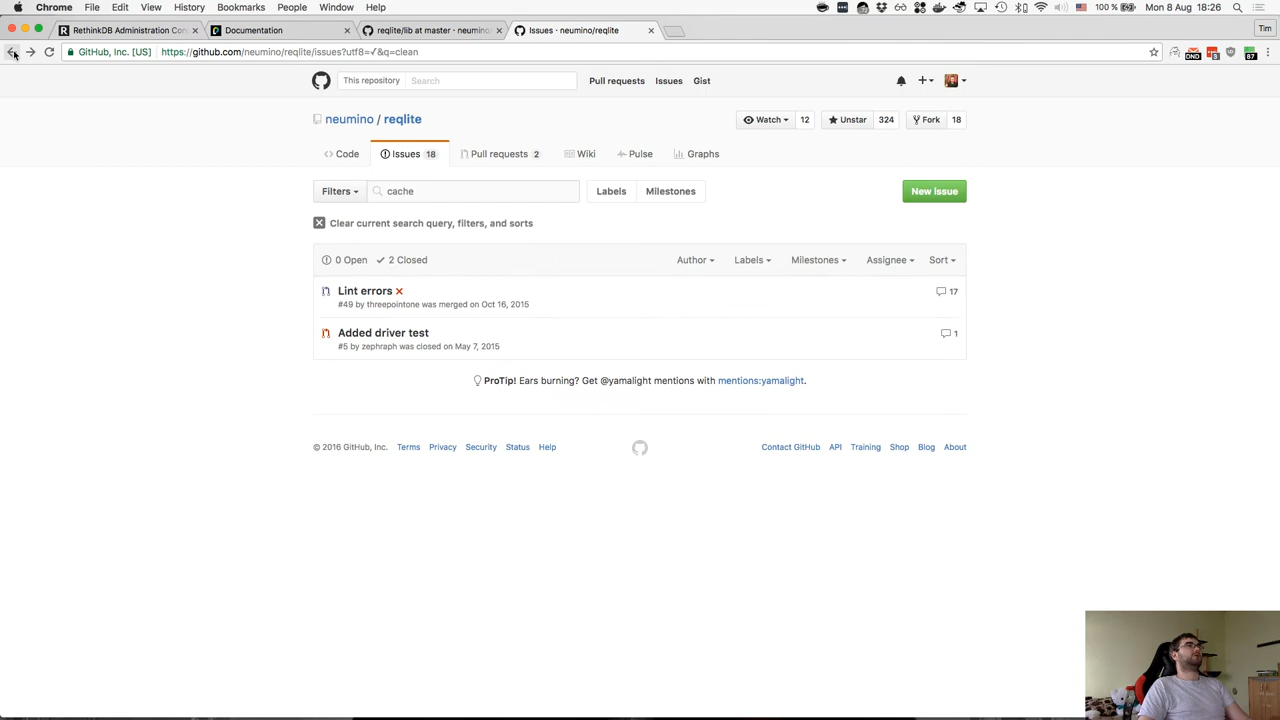 Chrome File Edit View History Bookmarks People Window Help 100 % Mon 8 Aug 18:26
RethinkDB Administration Con Documentation reqlite/lib at master · neumino/ Issues · neumino/reqlite Tim
GitHub, Inc. [US] https://github.com/neumino/reqlite/issues?utf8=✓&q=clean DND 3 87
This repository Search Pull requests Issues Gist
neumino / reqlite Watch 12 Unstar 324 Fork 18
Code Issues 18 Pull requests 2 Wiki Pulse Graphs
Filters cache Labels Milestones New issue
Clear current search query, filters, and sorts
0 Open 2 Closed Author Labels Milestones Assignee Sort
Lint errors 17
#49 by threepointone was merged on Oct 16, 2015
Added driver test 1
#5 by zephraph was closed on May 7, 2015
ProTip! Ears burning? Get @yamalight mentions with mentions:yamalight.
© 2016 GitHub, Inc. Terms Privacy Security Status Help Contact GitHub API Training Shop Blog About